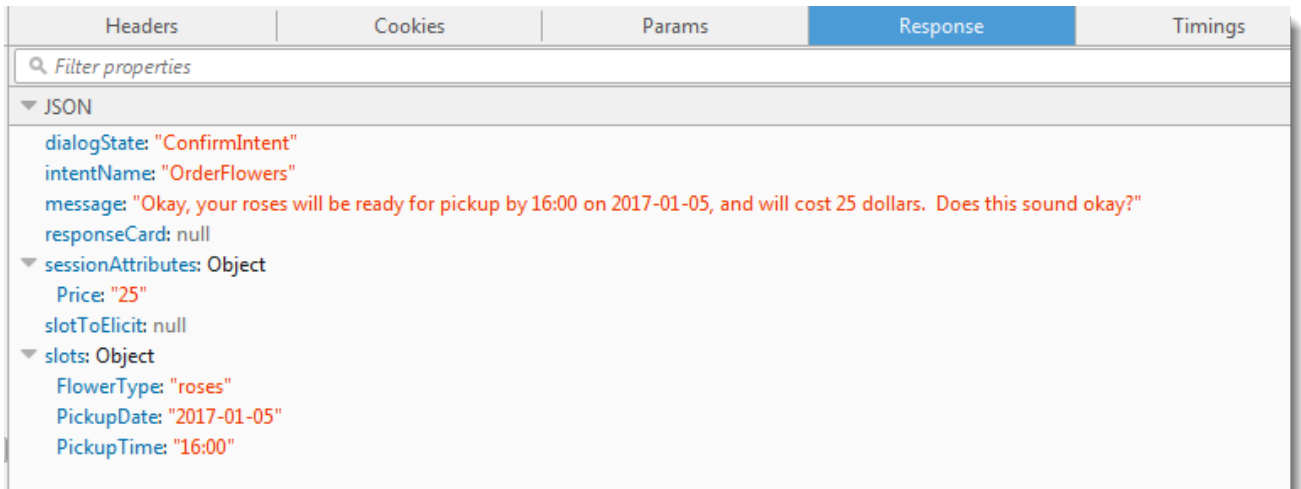 Headers Cookies Params Response Timings
Filter properties
JSON
dialogState: "ConfirmIntent"
intentName: "OrderFlowers"
message: "Okay, your roses will be ready for pickup by 16:00 on 2017-01-05, and will cost 25 dollars.  Does this sound okay?"
responseCard: null
sessionAttributes: Object
Price: "25"
slotToElicit: null
slots: Object
FlowerType: "roses"
PickupDate: "2017-01-05"
PickupTime: "16:00"